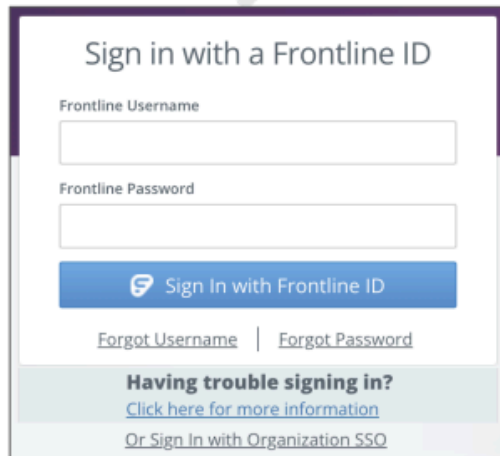 Sign in with a Frontline ID
Frontline Username
Frontline Password
Sign In with Frontline ID
Forgot Username | Forgot Password
Having trouble signing in?
Click here for more information
Or Sign In with Organization SSO